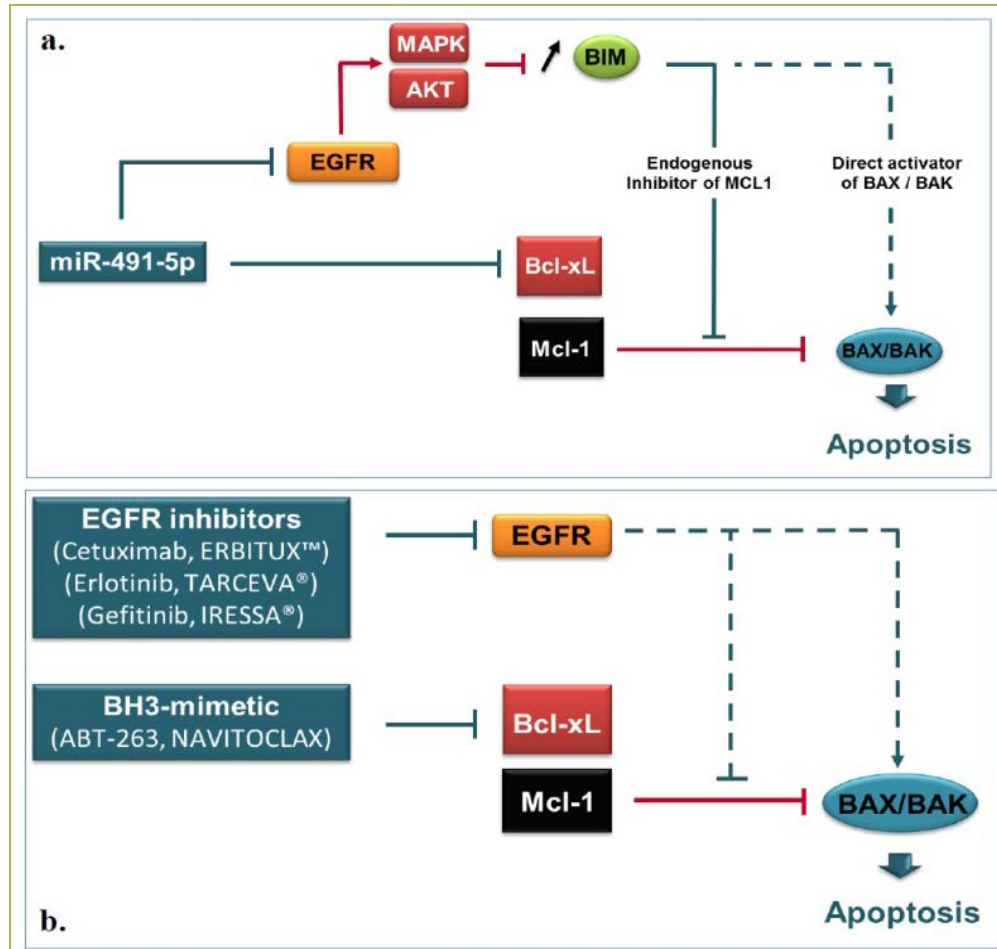 a.
MAPK
AKT
BIM
EGFR
Endogenous
Inhibitor of MCL1
Direct activator
of BAX / BAK
miR-491-5p
Bcl-xL
Mcl-1
BAX/BAK
Apoptosis
EGFR inhibitors
(Cetuximab, ERBITUX™)
(Erlotinib, TARCEVA®)
(Gefitinib, IRESSA®)
EGFR
BH3-mimetic
(ABT-263, NAVITOCLAX)
Bcl-xL
Mcl-1
BAX/BAK
Apoptosis
b.